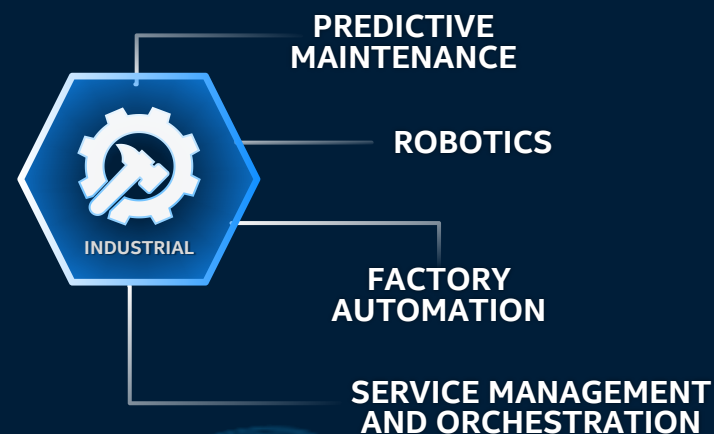 PREDICTIVE
MAINTENANCE
ROBOTICS
INDUSTRIAL
FACTORY
AUTOMATION
SERVICE MANAGEMENT
AND ORCHESTRATION